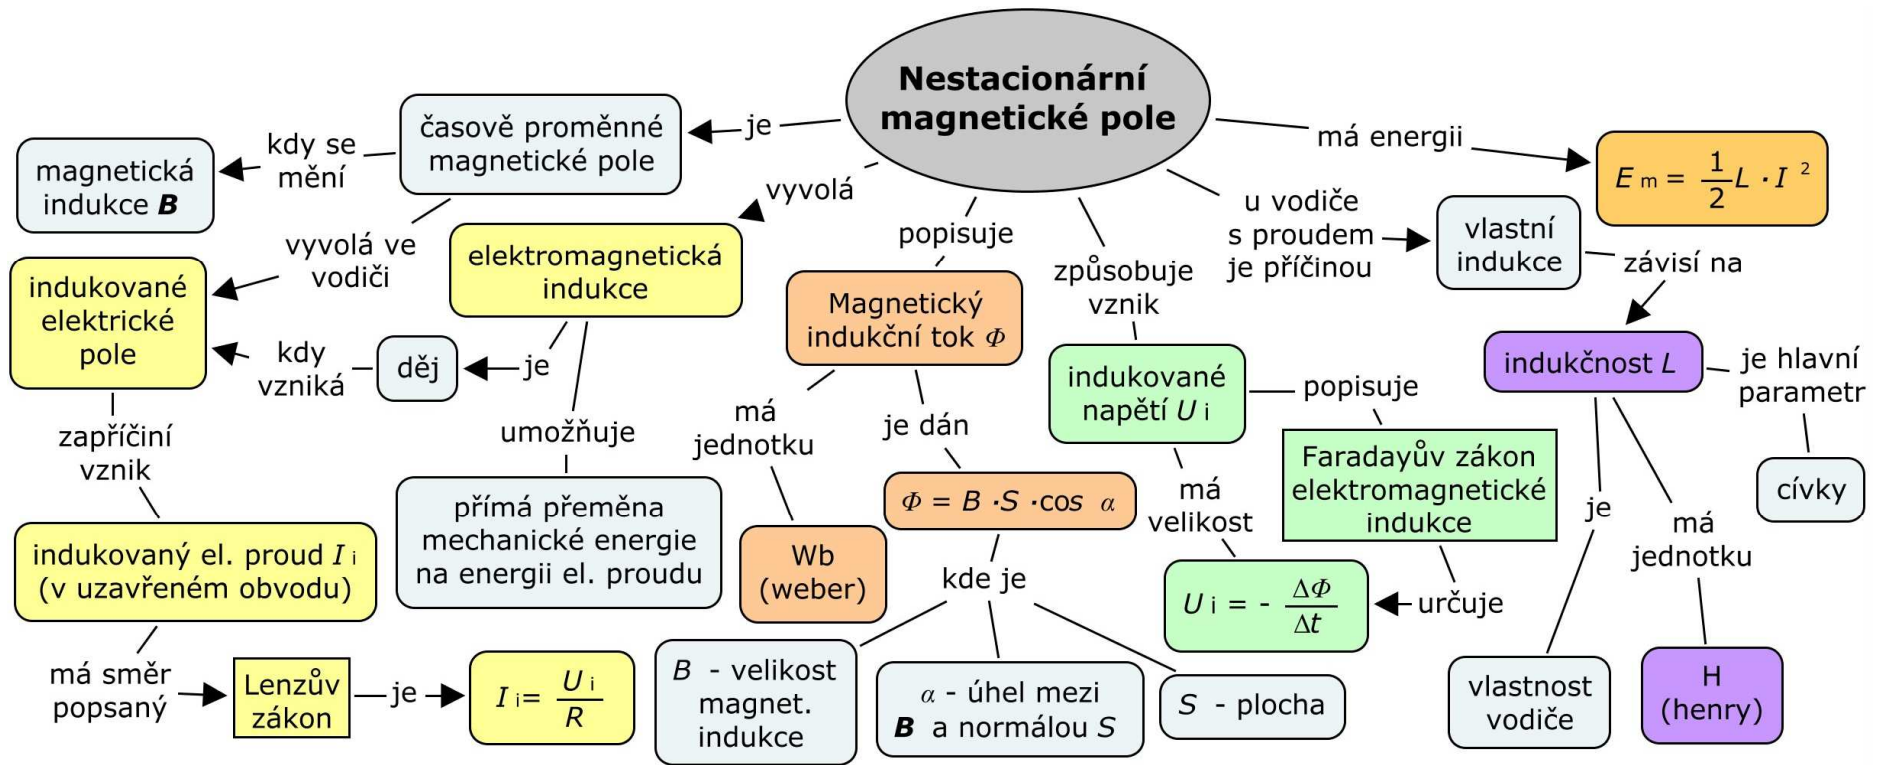 Nestacionární
magnetické pole
je
časově proměnné
magnetické pole
kdy se
mění
magnetická
indukce B
vyvolá ve
vodiči
indukované
elektrické
pole
zapříčiní
vznik
indukovaný el. proud I i
(v uzavřeném obvodu)
má směr
popsaný
Lenzův
zákon
je
I i = U i / R
vyvolá
elektromagnetická
indukce
je
děj
kdy
vzniká
umožňuje
přímá přeměna
mechanické energie
na energii el. proudu
popisuje
Magnetický
indukční tok Φ
má
jednotku
Wb
(weber)
je dán
Φ = B · S · cos α
kde je
B - velikost
magnet.
indukce
α - úhel mezi
B a normálou S
S - plocha
způsobuje
vznik
indukované
napětí U i
popisuje
Faradayův zákon
elektromagnetické
indukce
určuje
má
velikost
U i = - ΔΦ / Δt
u vodiče
s proudem
je příčinou
vlastní
indukce
závisí na
indukčnost L
je hlavní
parametr
cívky
je
vlastnost
vodiče
má
jednotku
H
(henry)
má energii
E m = 1/2 L · I ²